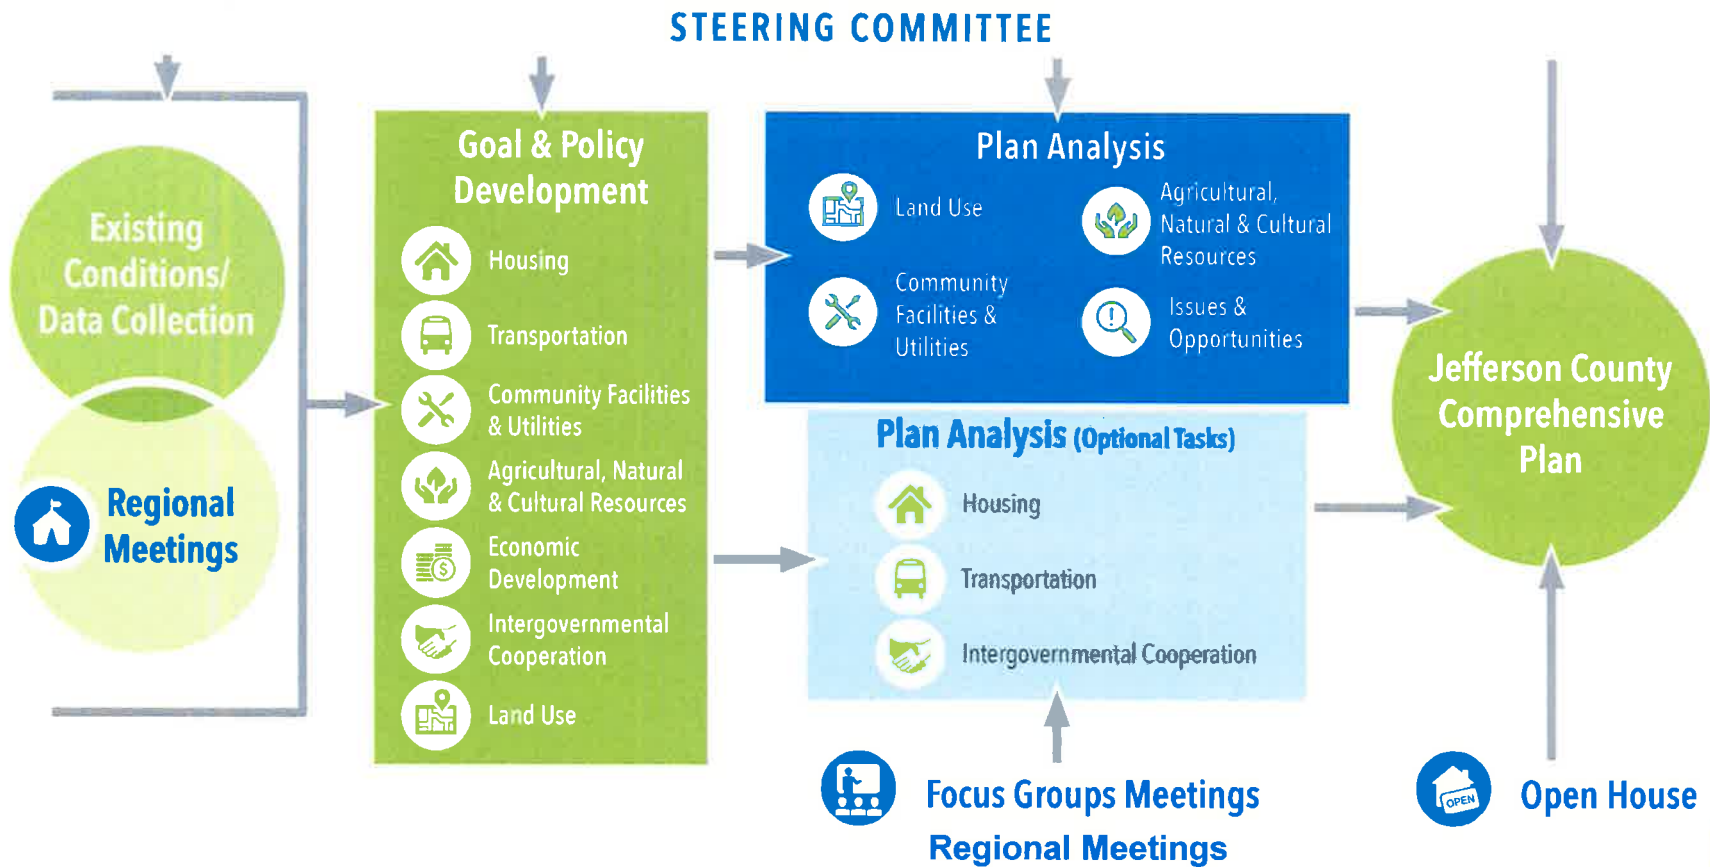 STEERING COMMITTEE
Existing
Conditions/
Data Collection
Regional
Meetings
Goal & Policy
Development
Housing
Transportation
Community Facilities
& Utilities
Agricultural, Natural
& Cultural Resources
Economic
Development
Intergovernmental
Cooperation
Land Use
Plan Analysis
Land Use
Community
Facilities &
Utilities
Agricultural,
Natural & Cultural
Resources
Issues &
Opportunities
Plan Analysis (Optional Tasks)
Housing
Transportation
Intergovernmental Cooperation
Focus Groups Meetings
Regional Meetings
Jefferson County
Comprehensive
Plan
OPEN
Open House